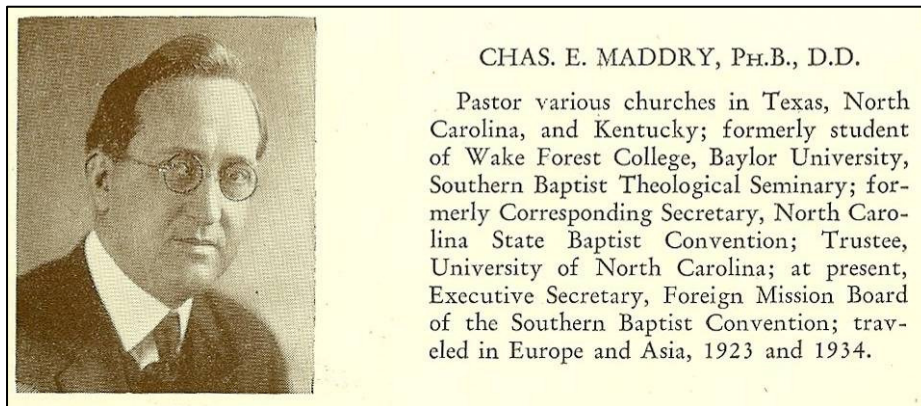 CHAS. E. MADDRY, PH.B., D.D.
Pastor various churches in Texas, North
Carolina, and Kentucky; formerly student
of Wake Forest College, Baylor University,
Southern Baptist Theological Seminary; for-
merly Corresponding Secretary, North Caro-
lina State Baptist Convention; Trustee,
University of North Carolina; at present,
Executive Secretary, Foreign Mission Board
of the Southern Baptist Convention; trav-
eled in Europe and Asia, 1923 and 1934.